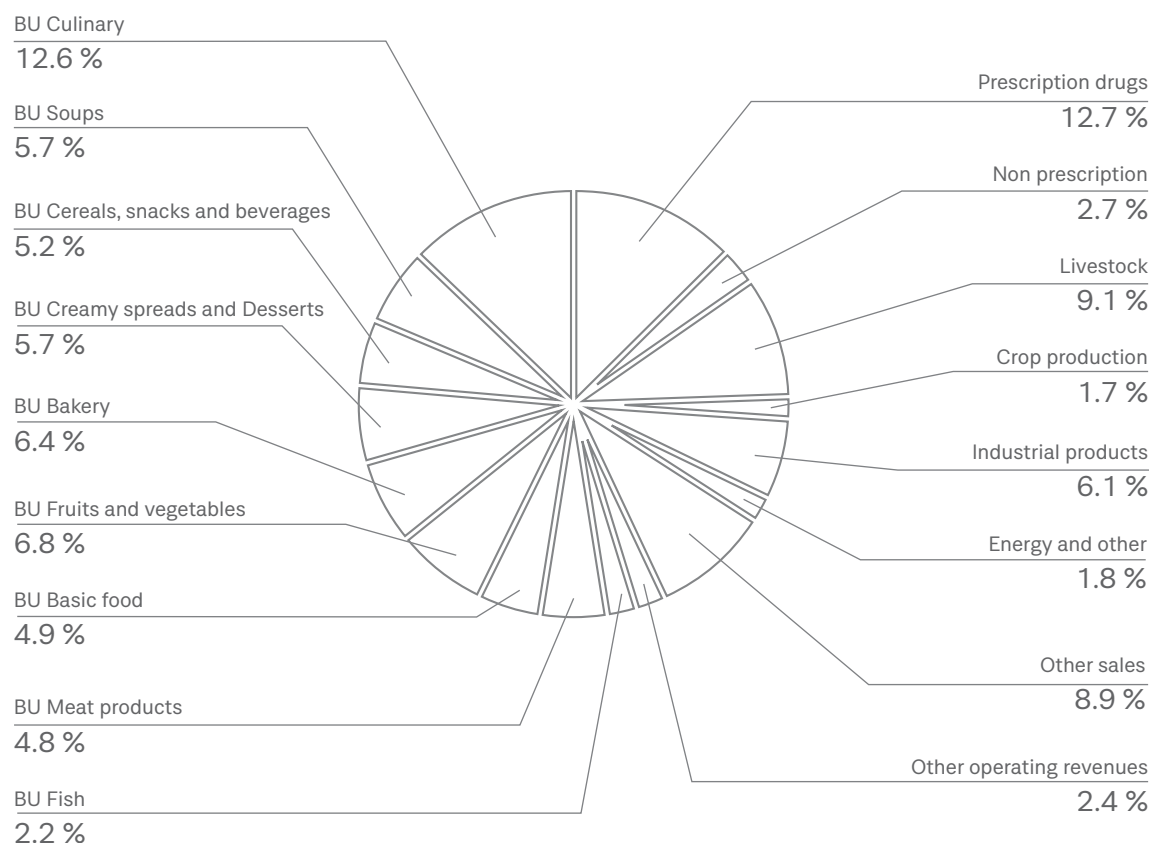 BU Culinary
12.6 %
BU Soups
5.7 %
BU Cereals, snacks and beverages
5.2 %
BU Creamy spreads and Desserts
5.7 %
BU Bakery
6.4 %
BU Fruits and vegetables
6.8 %
BU Basic food
4.9 %
BU Meat products
4.8 %
BU Fish
2.2 %
Prescription drugs
12.7 %
Non prescription
2.7 %
Livestock
9.1 %
Crop production
1.7 %
Industrial products
6.1 %
Energy and other
1.8 %
Other sales
8.9 %
Other operating revenues
2.4 %